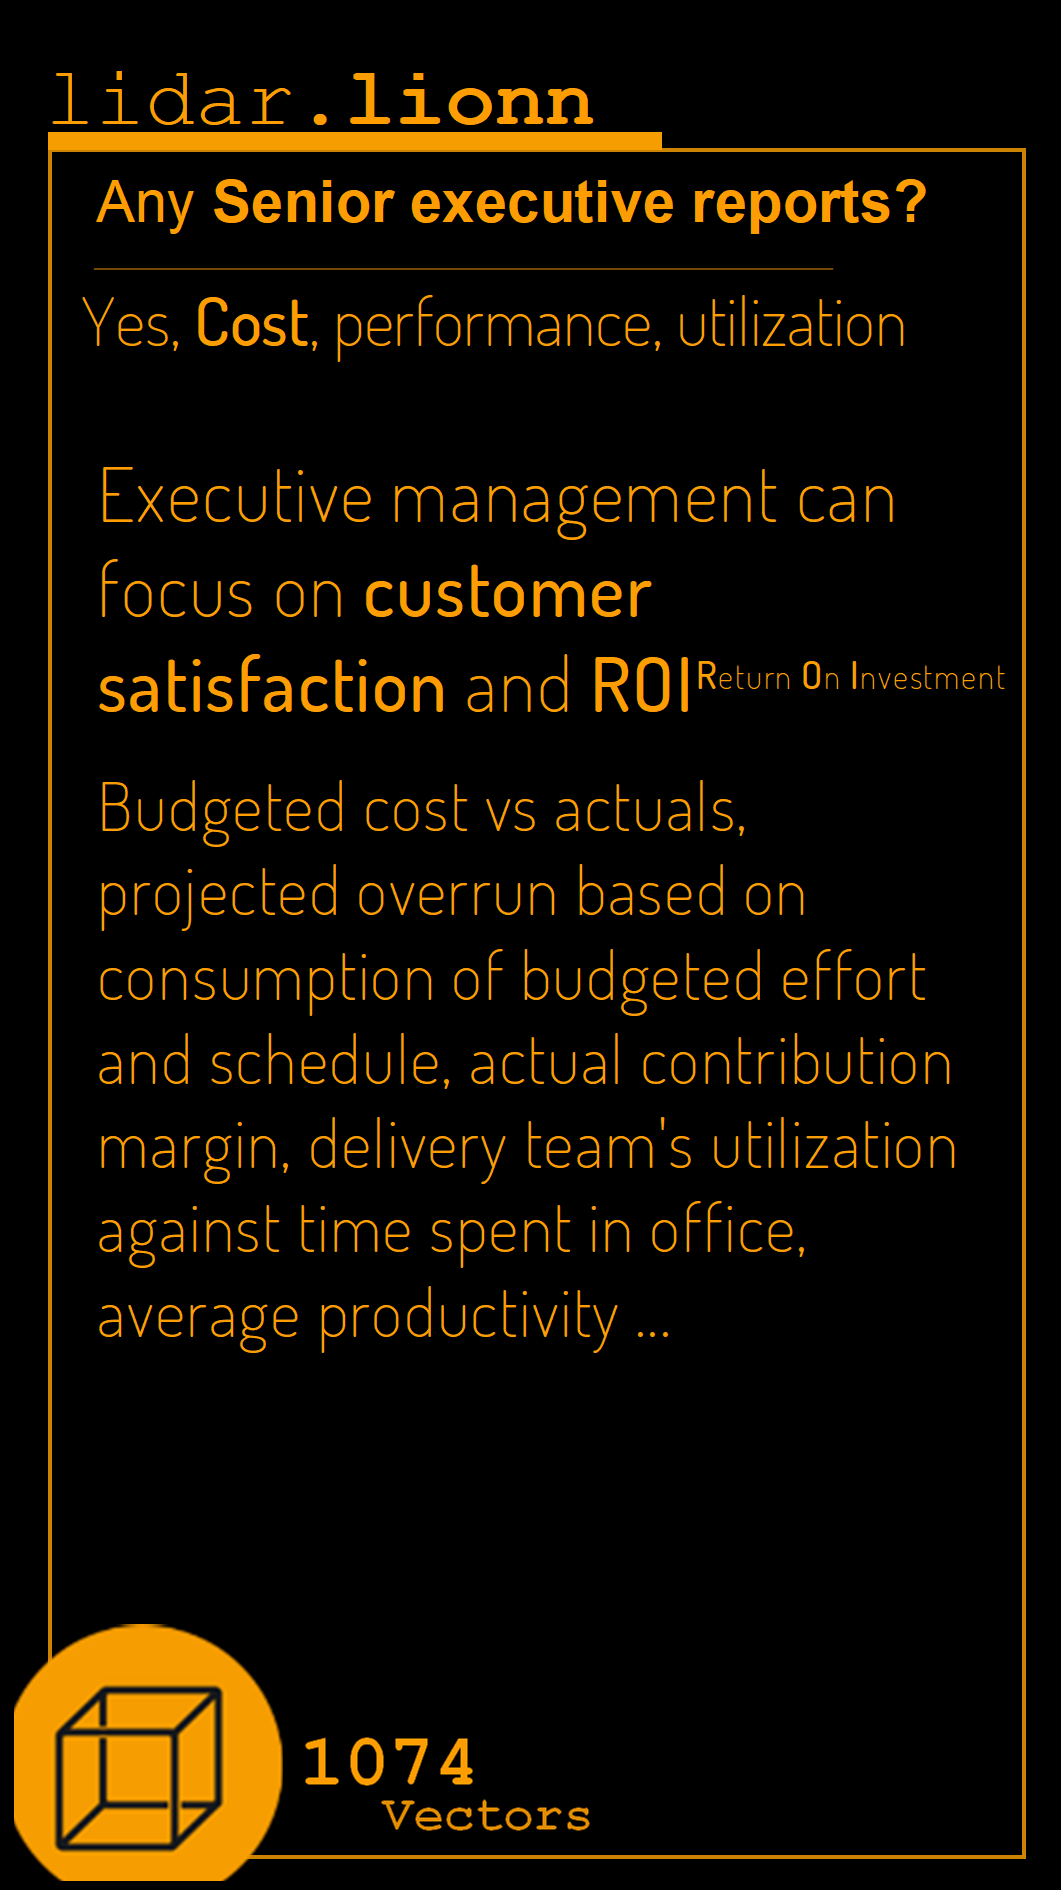 lidar.lionn
Any Senior executive reports?
Yes, Cost, performance, utilization
Executive management can
focus on customer
satisfaction and ROI Return On Investment
Budgeted cost vs actuals,
projected overrun based on
consumption of budgeted effort
and schedule, actual contribution
margin, delivery team's utilization
against time spent in office,
average productivity ...
1074
Vectors